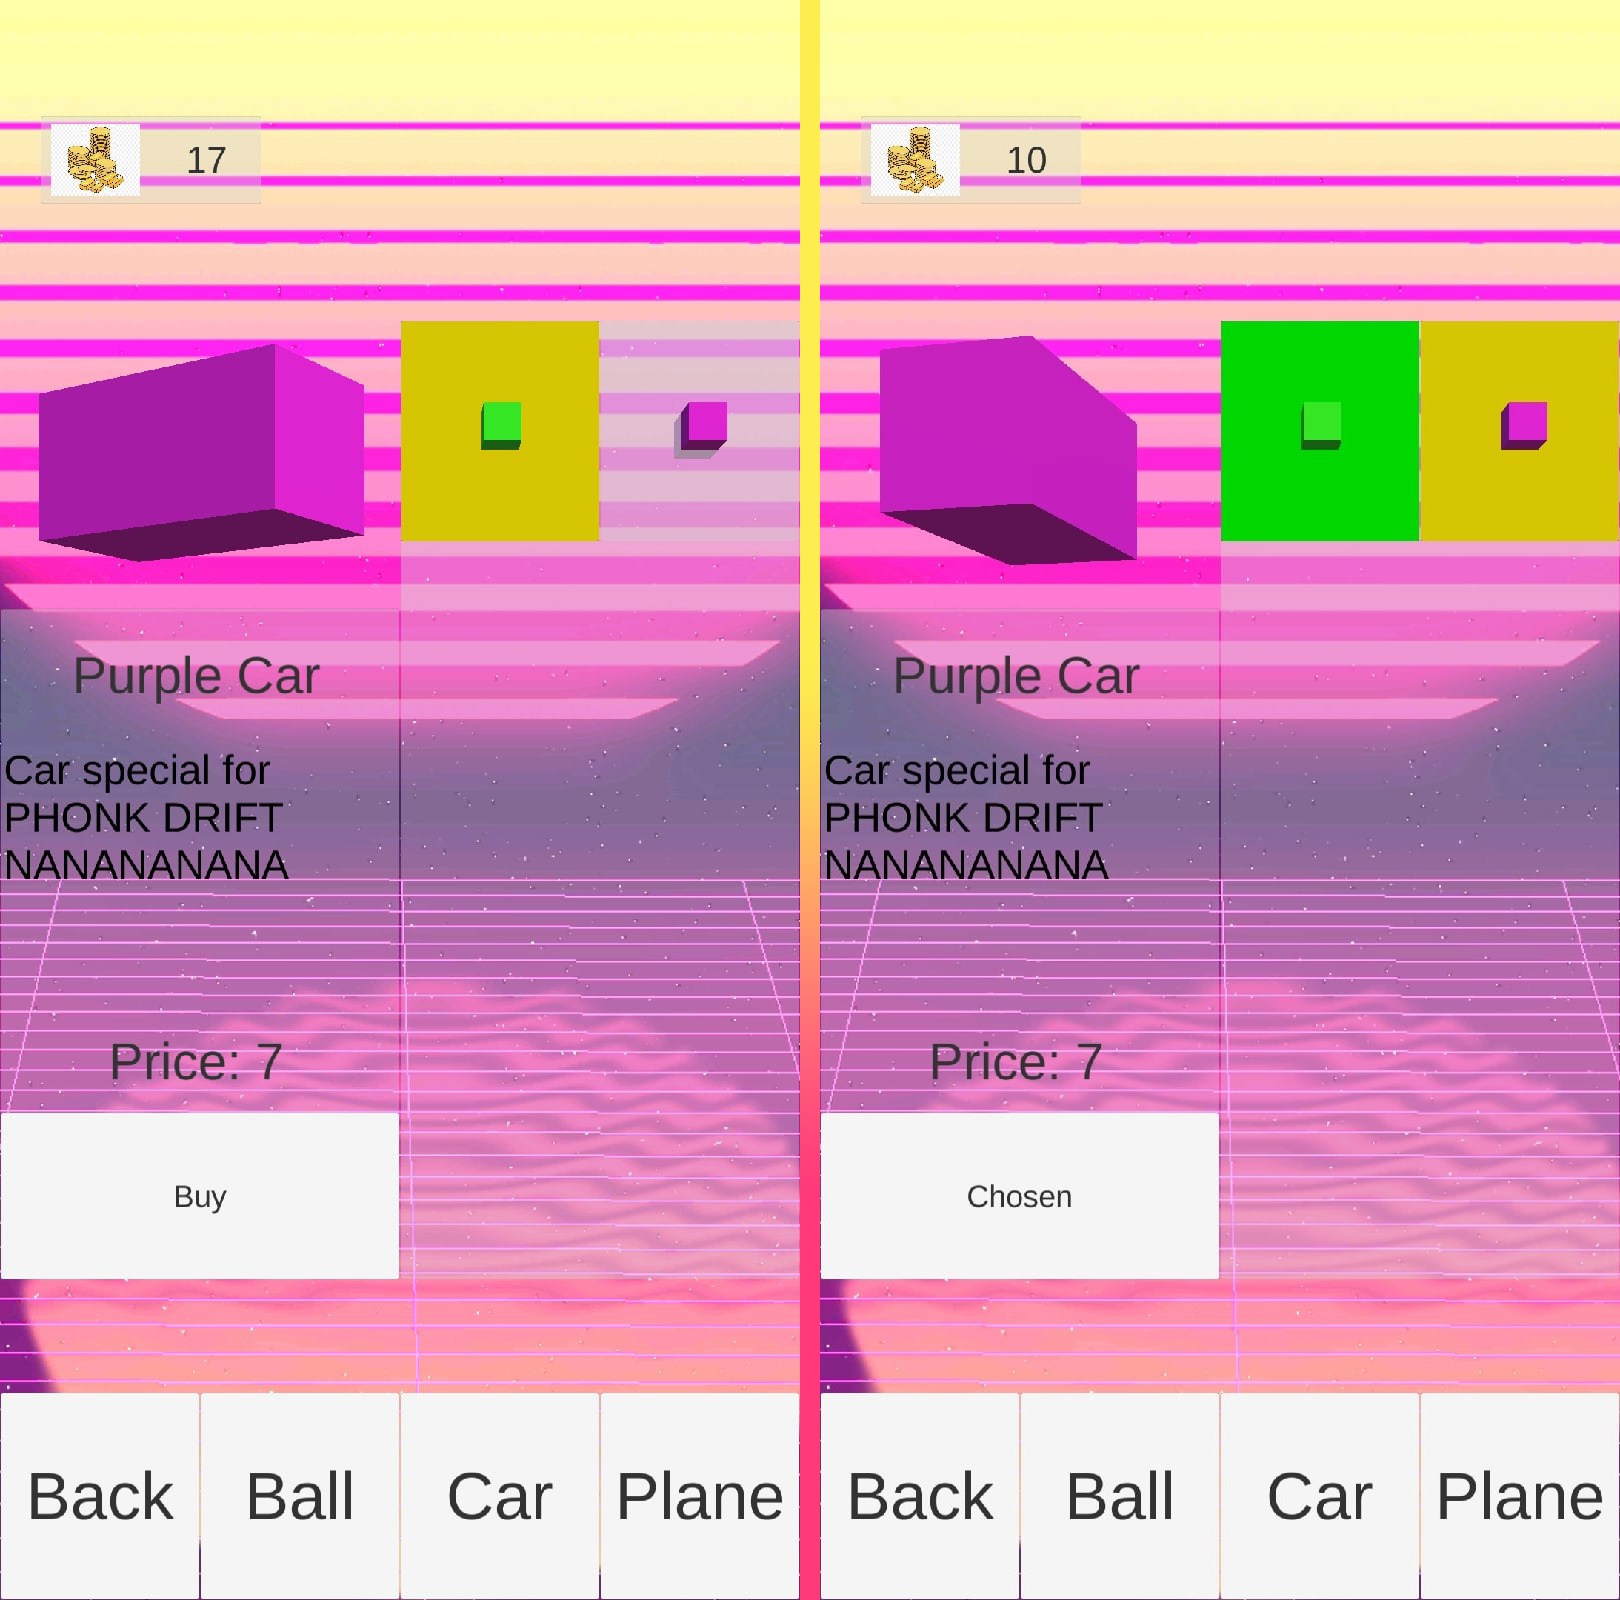 17
Purple Car
Car special for
PHONK DRIFT
NANANANANA
Price: 7
Buy
Back
Ball
Car
Plane
10
Purple Car
Car special for
PHONK DRIFT
NANANANANA
Price: 7
Chosen
Back
Ball
Car
Plane